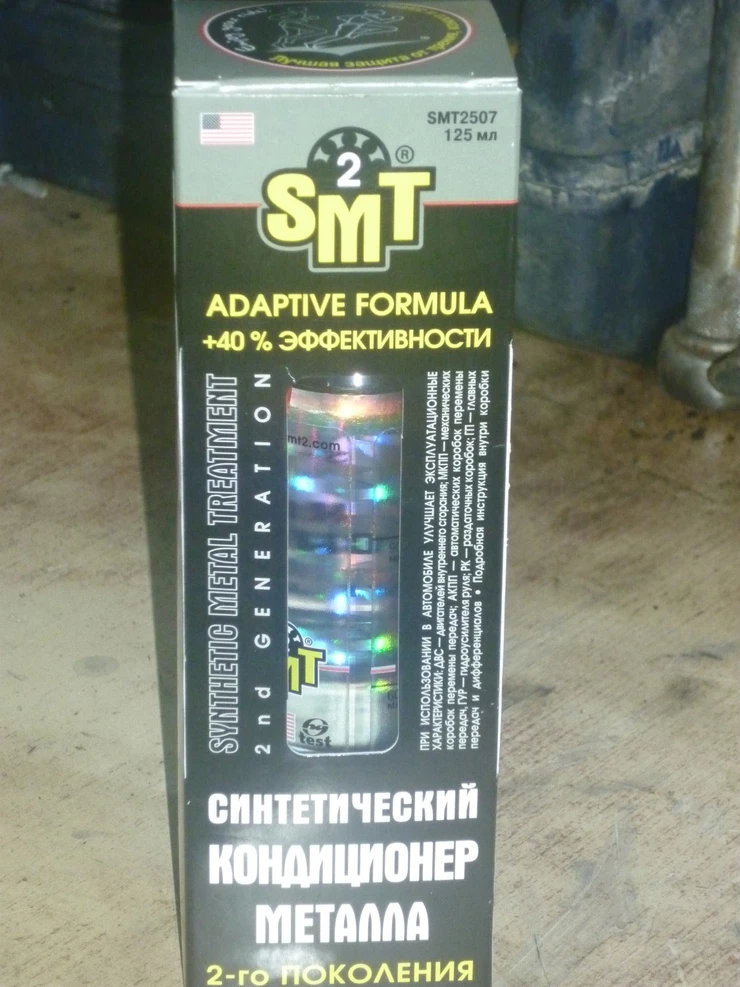 Лучшая защита от трения
SMT2507
125 мл
2
SMT®
ADAPTIVE FORMULA
+40 % ЭФФЕКТИВНОСТИ
SYNTHETIC METAL TREATMENT
2nd GENERATION
mt2.com
MT®
test
ПРИ ИСПОЛЬЗОВАНИИ В АВТОМОБИЛЕ УЛУЧШАЕТ ЭКСПЛУАТАЦИОННЫЕ
ХАРАКТЕРИСТИКИ: ДВС — двигателей внутреннего сгорания; МКПП — механических
коробок перемены передач; АКПП — автоматических коробок перемены
передач, ГУР — гидроусилителя руля; РК — раздаточных коробок; ГП — главных
передач и дифференциалов • Подробная инструкция внутри коробки
СИНТЕТИЧЕСКИЙ
КОНДИЦИОНЕР
МЕТАЛЛА
2-го ПОКОЛЕНИЯ